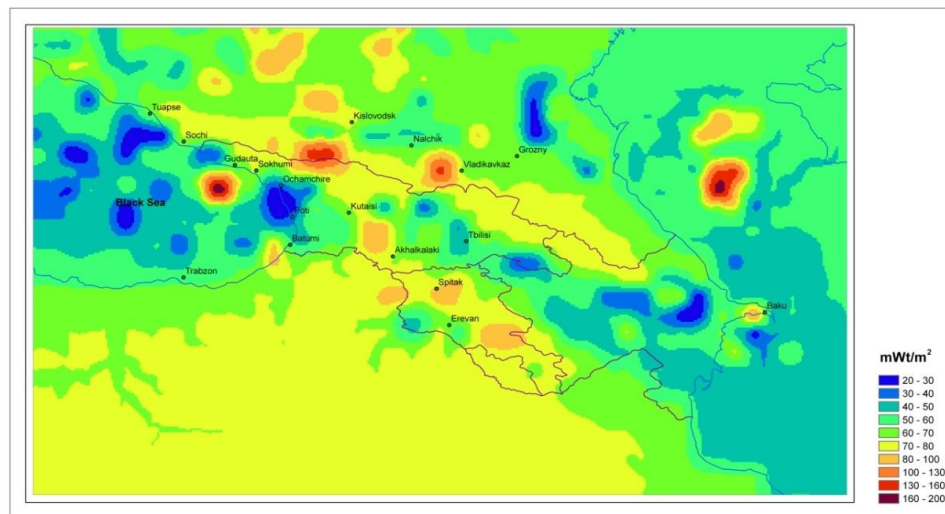 Tuapse
Kislovodsk
Sochi
Nalchik
Grozny
Gudauta
Sokhumi
Vladikavkaz
Ochamchire
Black Sea
Poti
Kutaisi
Batumi
Tbilisi
Akhalkalaki
Trabzon
Spitak
Baku
Erevan
mWt/m²
20 - 30
30 - 40
40 - 50
50 - 60
60 - 70
70 - 80
80 - 100
100 - 130
130 - 160
160 - 200